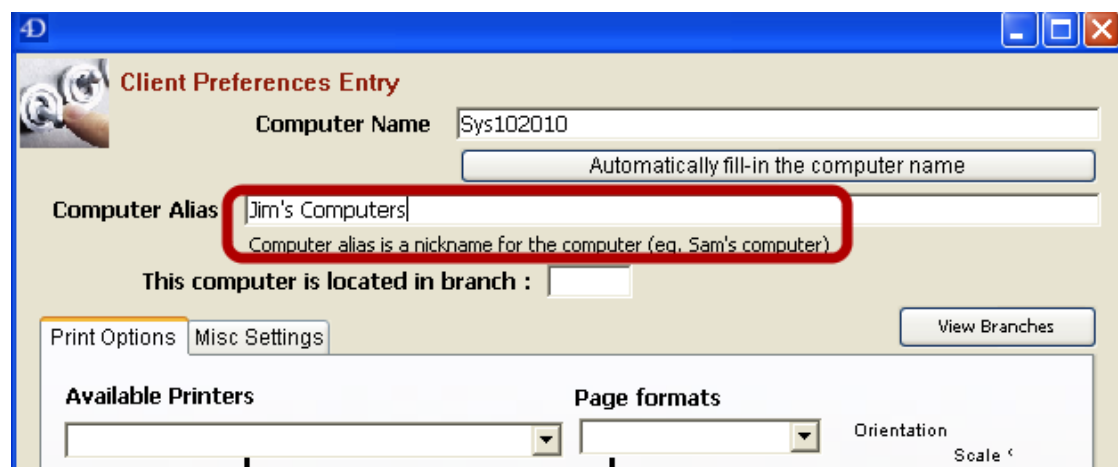 4D
Client Preferences Entry
Computer Name Sys102010
Automatically fill-in the computer name
Computer Alias Jim's Computers
Computer alias is a nickname for the computer (eg. Sam's computer)
This computer is located in branch :
View Branches
Print Options Misc Settings
Available Printers Page formats
Orientation
Scale